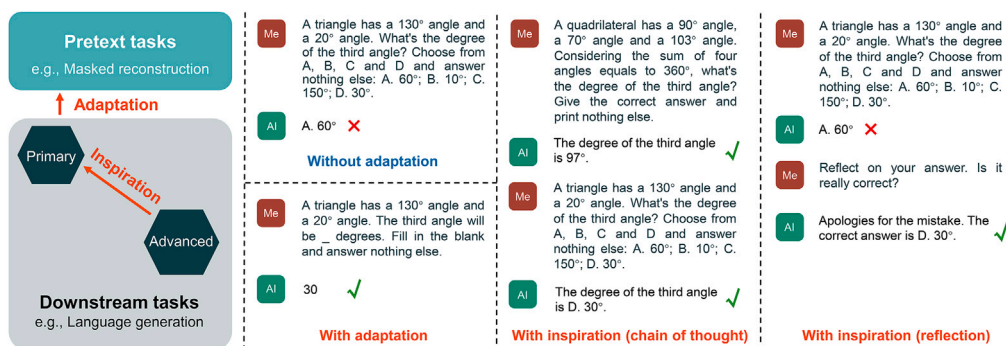 Pretext tasks
e.g., Masked reconstruction
Adaptation
Primary
Inspiration
Advanced
Downstream tasks
e.g., Language generation
Me
A triangle has a 130° angle and
a 20° angle. What's the degree
of the third angle? Choose from
A, B, C and D and answer
nothing else: A. 60°; B. 10°; C.
150°; D. 30°.
AI
A. 60°
Without adaptation
Me
A triangle has a 130° angle and
a 20° angle. The third angle will
be _ degrees. Fill in the blank
and answer nothing else.
AI
30
With adaptation
Me
A quadrilateral has a 90° angle,
a 70° angle and a 103° angle.
Considering the sum of four
angles equals to 360°, what's
the degree of the third angle?
Give the correct answer and
print nothing else.
AI
The degree of the third angle
is 97°.
Me
A triangle has a 130° angle and
a 20° angle. What's the degree
of the third angle? Choose from
A, B, C and D and answer
nothing else: A. 60°; B. 10°; C.
150°; D. 30°.
AI
The degree of the third angle
is D. 30°.
With inspiration (chain of thought)
Me
A triangle has a 130° angle and
a 20° angle. What's the degree
of the third angle? Choose from
A, B, C and D and answer
nothing else: A. 60°; B. 10°; C.
150°; D. 30°.
AI
A. 60°
Me
Reflect on your answer. Is it
really correct?
AI
Apologies for the mistake. The
correct answer is D. 30°.
With inspiration (reflection)